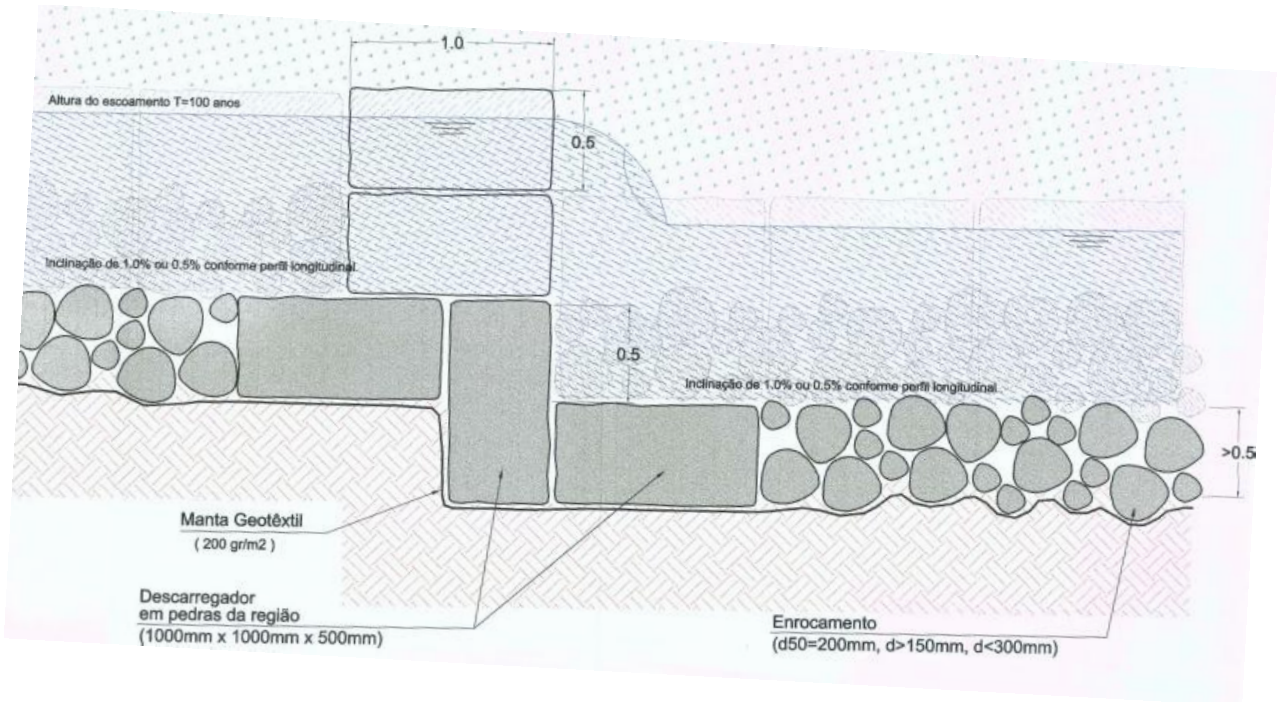 1.0
Altura do escoamento T=100 anos
0.5
Inclinação de 1.0% ou 0.5% conforme perfil longitudinal
0.5
Inclinação de 1.0% ou 0.5% conforme perfil longitudinal
>0.5
Manta Geotêxtil
( 200 gr/m2 )
Descarregador
em pedras da região
(1000mm x 1000mm x 500mm)
Enrocamento
(d50=200mm, d>150mm, d<300mm)